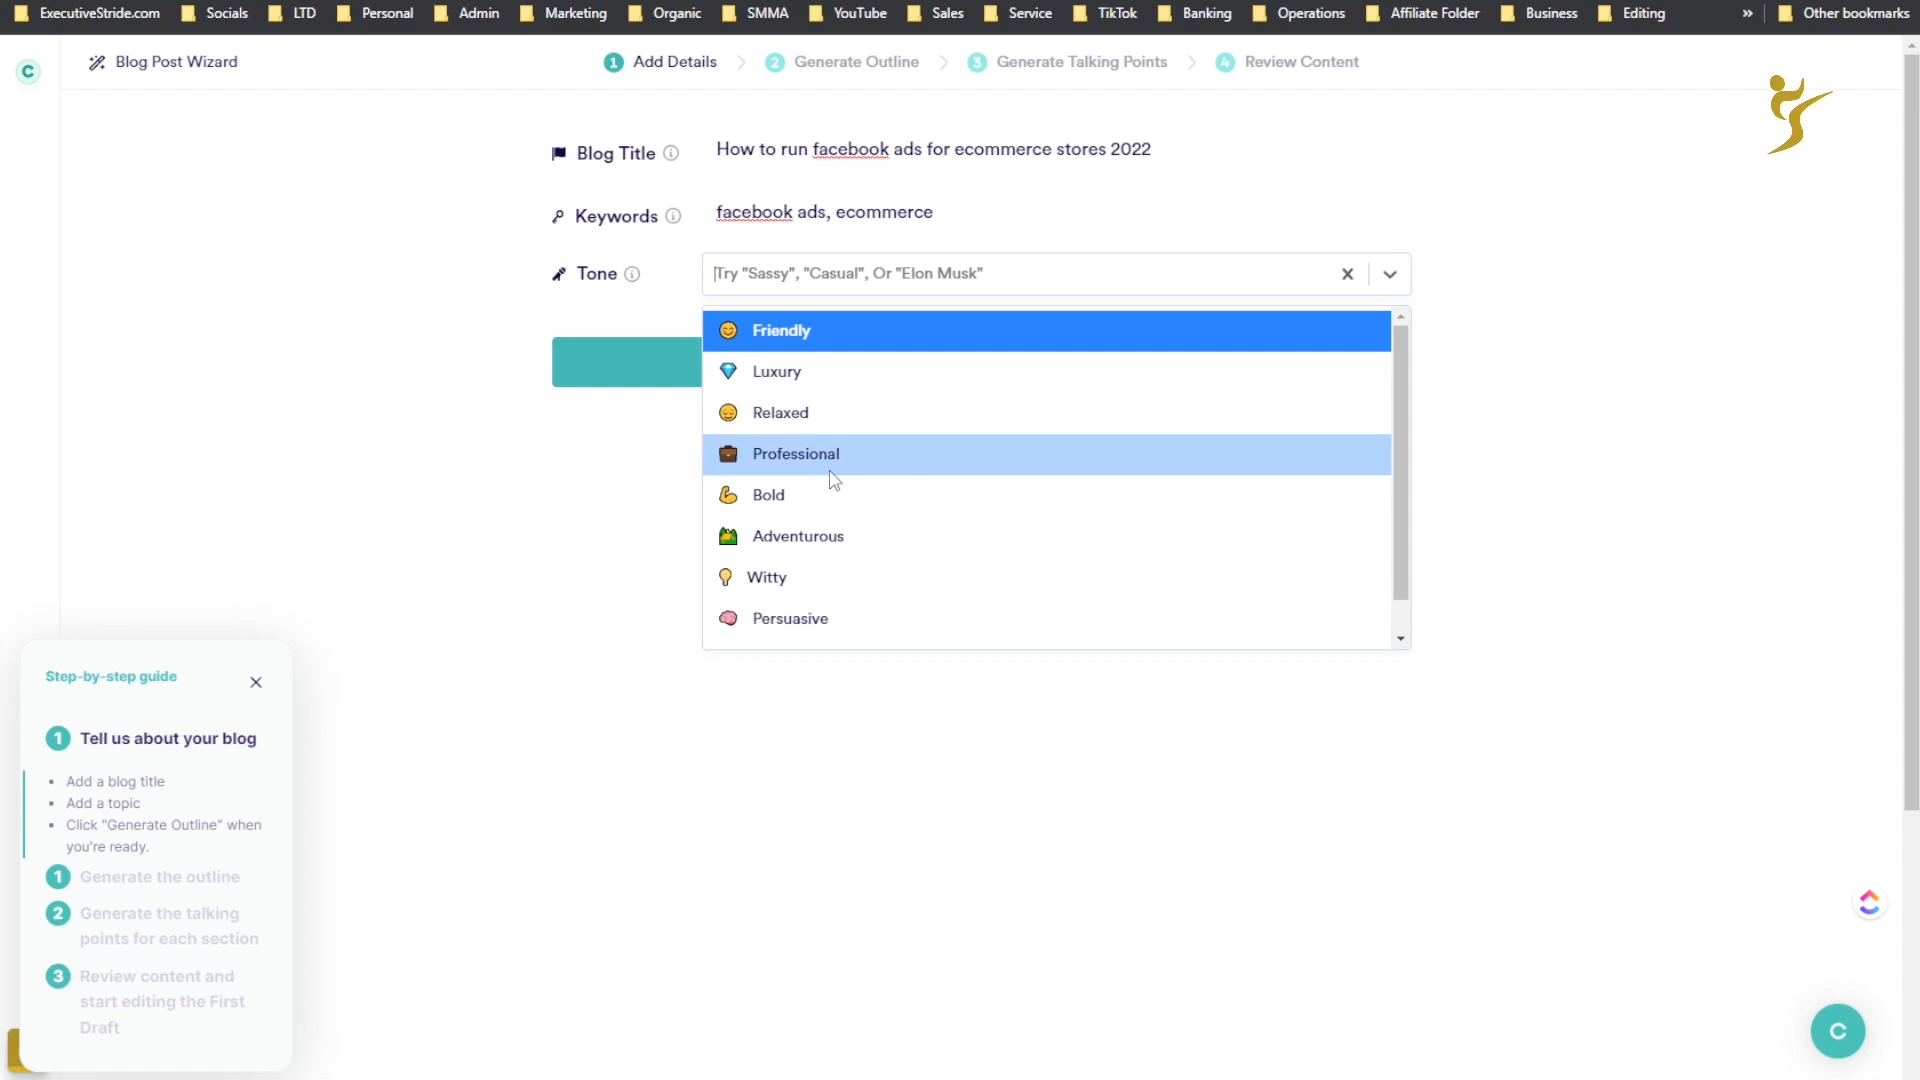 ExecutiveStride.com Socials LTD Personal Admin Marketing Organic SMMA YouTube Sales Service TikTok Banking Operations Affiliate Folder Business Editing » Other bookmarks
C
Blog Post Wizard
1 Add Details 2 Generate Outline 3 Generate Talking Points 4 Review Content
Blog Title How to run facebook ads for ecommerce stores 2022
Keywords facebook ads, ecommerce
Tone Try "Sassy", "Casual", Or "Elon Musk"
Friendly
Luxury
Relaxed
Professional
Bold
Adventurous
Witty
Persuasive
Step-by-step guide
1 Tell us about your blog
• Add a blog title
• Add a topic
• Click "Generate Outline" when
you're ready.
1 Generate the outline
2 Generate the talking
points for each section
3 Review content and
start editing the First
Draft
C